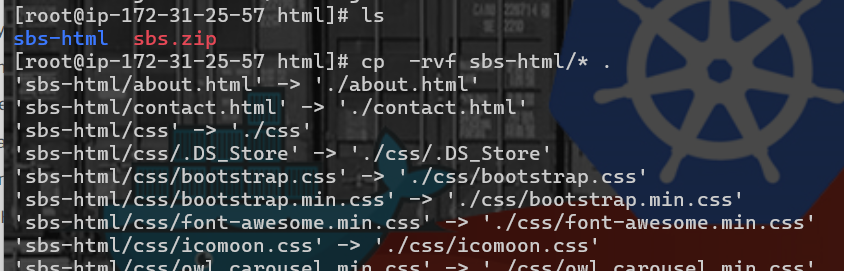 [root@ip-172-31-25-57 html]# ls
sbs-html  sbs.zip
[root@ip-172-31-25-57 html]# cp  -rvf sbs-html/* .
'sbs-html/about.html' -> './about.html'
'sbs-html/contact.html' -> './contact.html'
'sbs-html/css' -> './css'
'sbs-html/css/.DS_Store' -> './css/.DS_Store'
'sbs-html/css/bootstrap.css' -> './css/bootstrap.css'
'sbs-html/css/bootstrap.min.css' -> './css/bootstrap.min.css'
'sbs-html/css/font-awesome.min.css' -> './css/font-awesome.min.css'
'sbs-html/css/icomoon.css' -> './css/icomoon.css'
'sbs-html/css/owl.carousel.min.css' -> './css/owl.carousel.min.css'